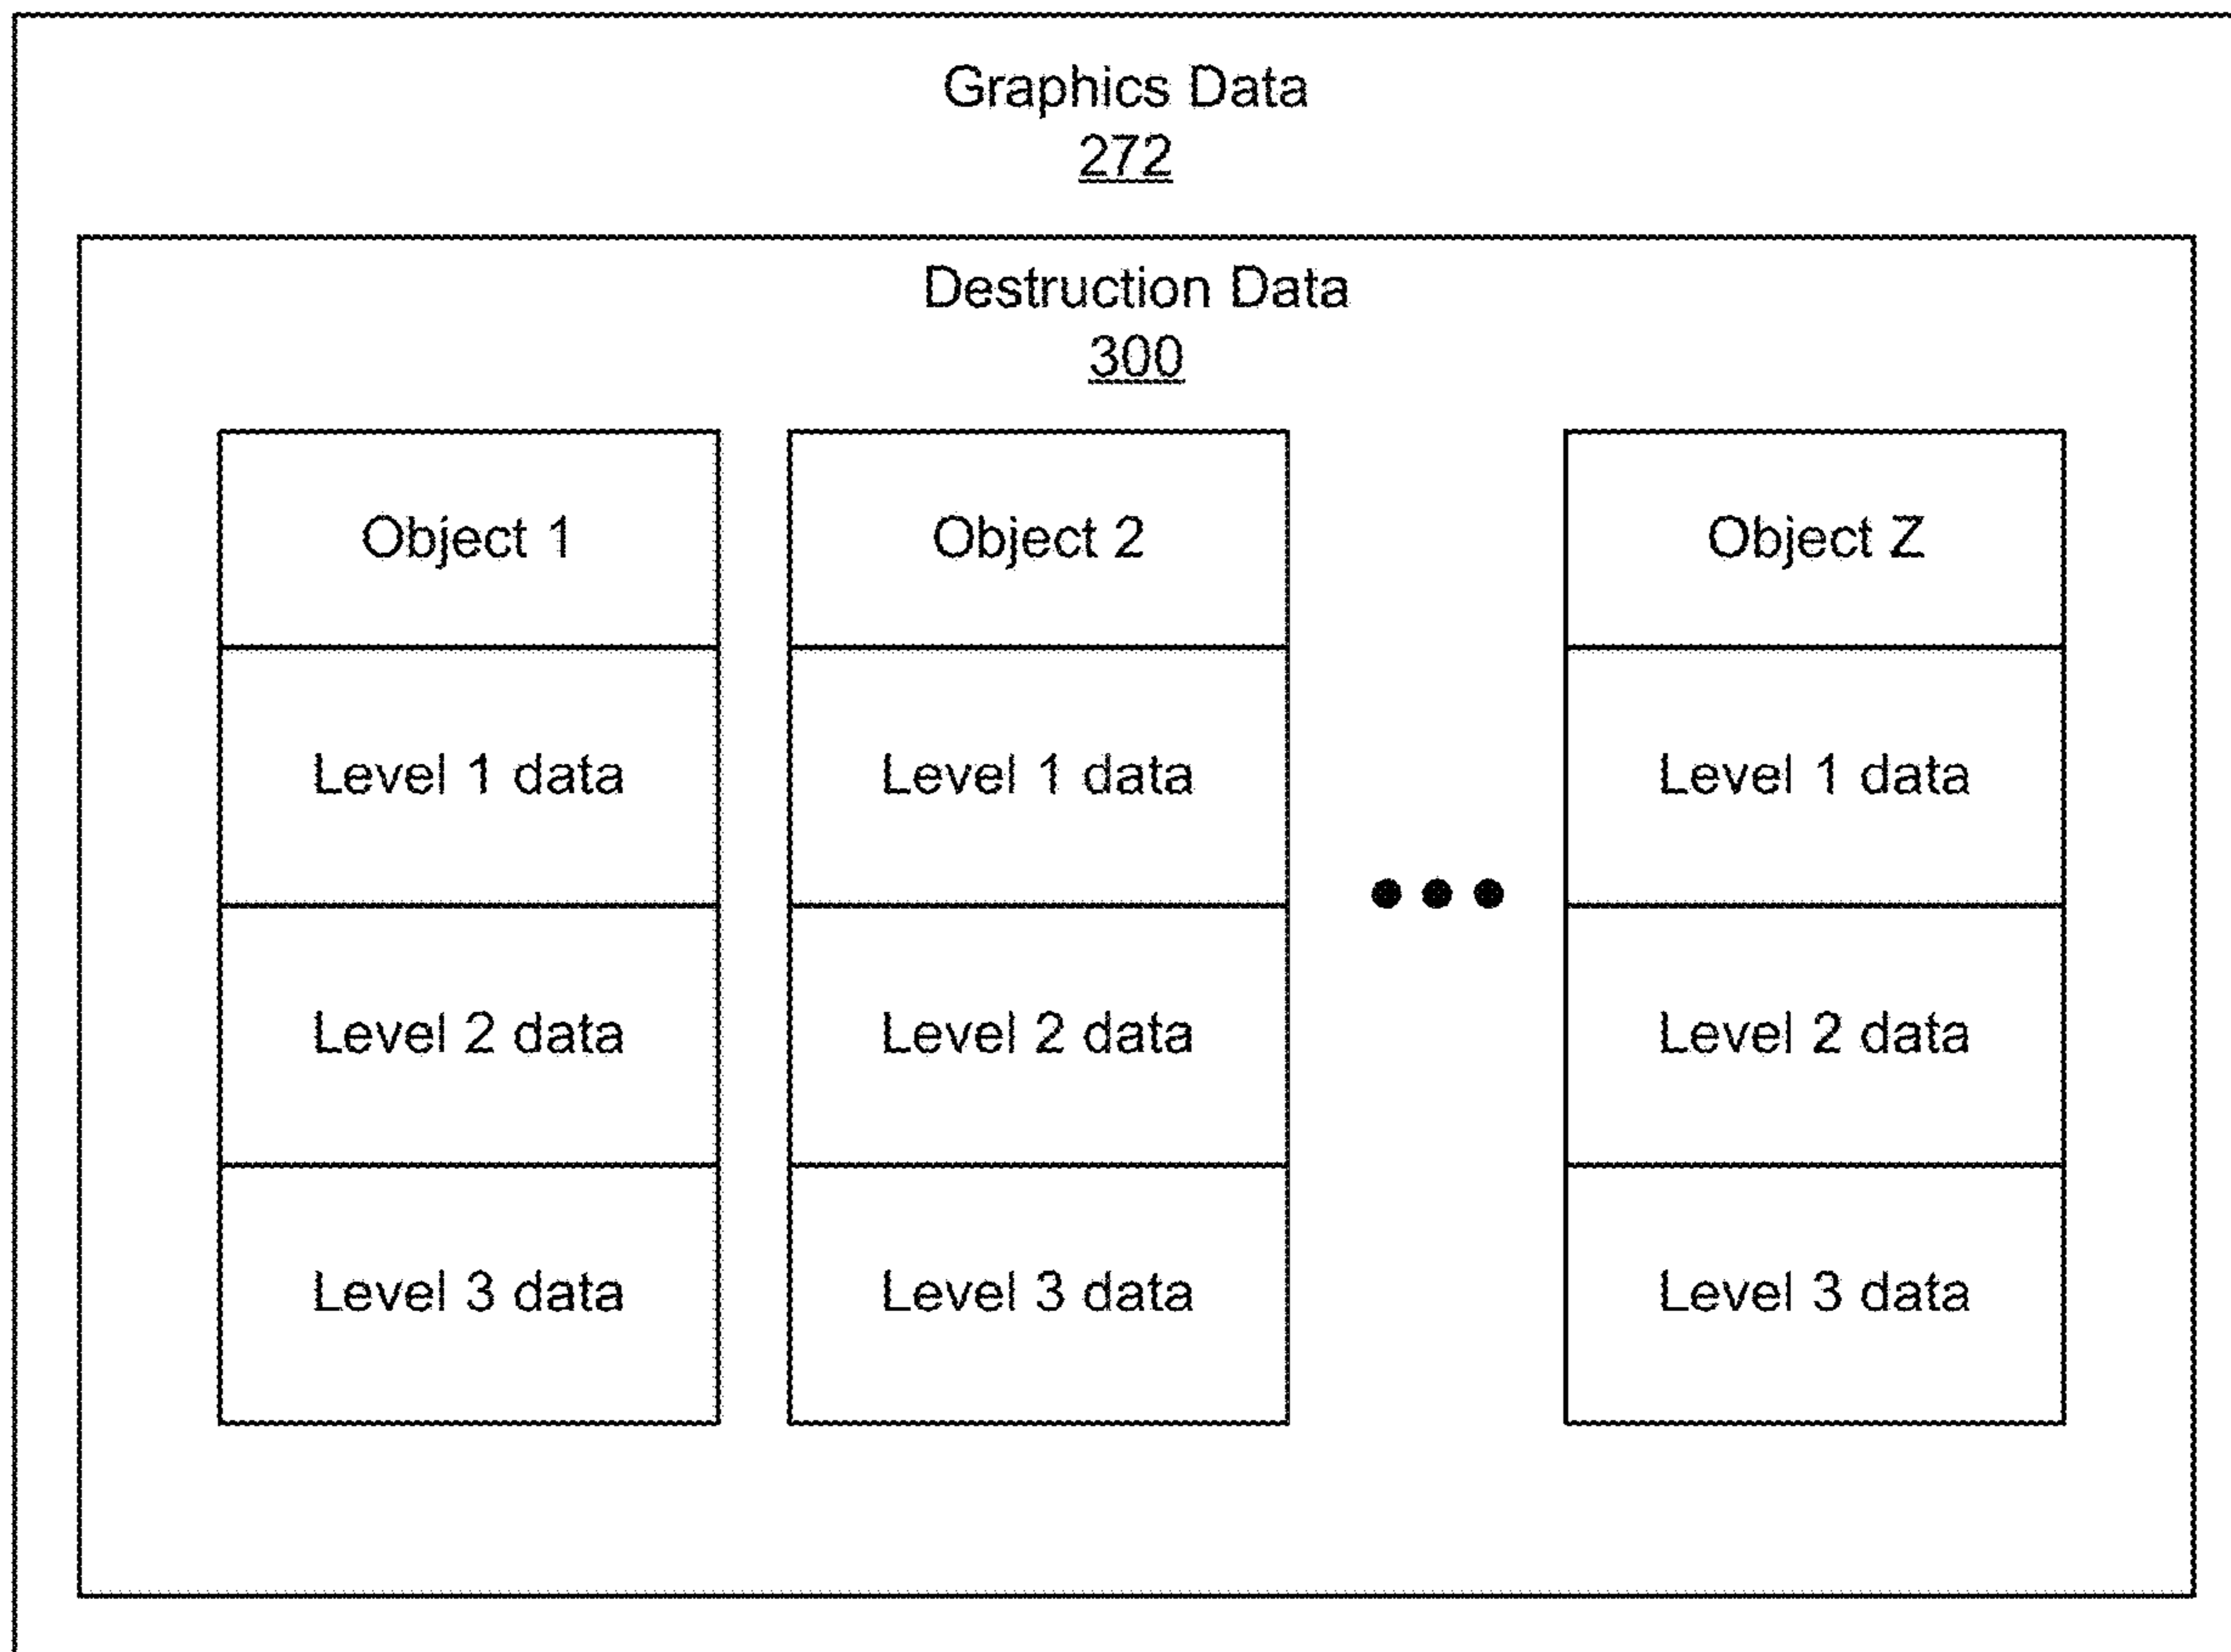 Graphics Data
272
Destruction Data
300
Object 1
Level 1 data
Level 2 data
Level 3 data
Object 2
Level 1 data
Level 2 data
Level 3 data
Object Z
Level 1 data
Level 2 data
Level 3 data